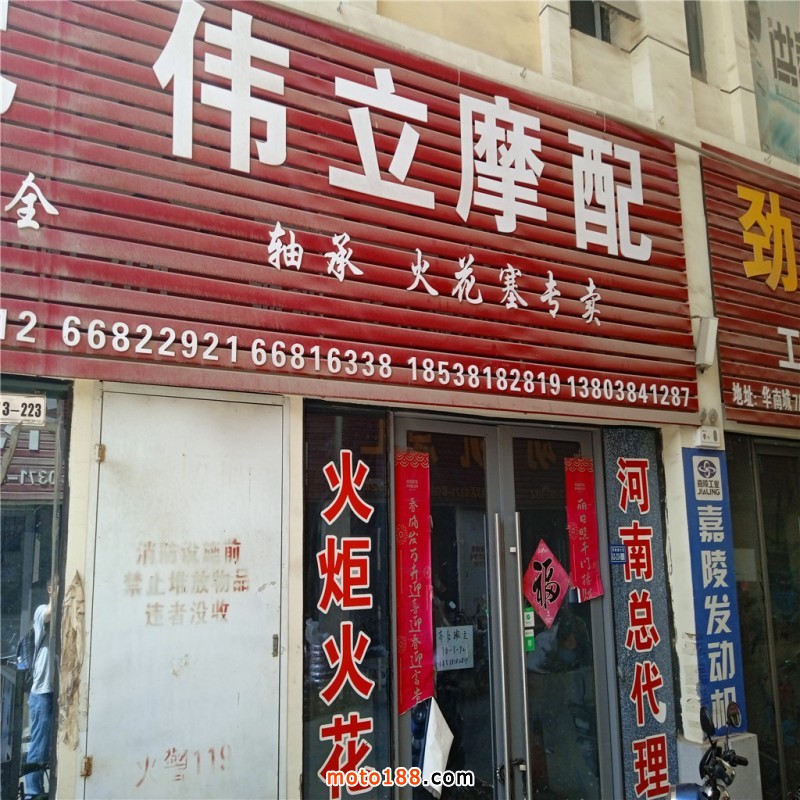 伟立摩配
全
轴承 火花塞专卖
12 66822921 66816338 18538182819 13803841287
3-223
消防设施前
禁止堆放物品
违者没收
火警119
火炬火花
福
河南总代理
嘉陵工业
JIALING
嘉陵发动机
劲
工
地址:华南城7
moto188.com